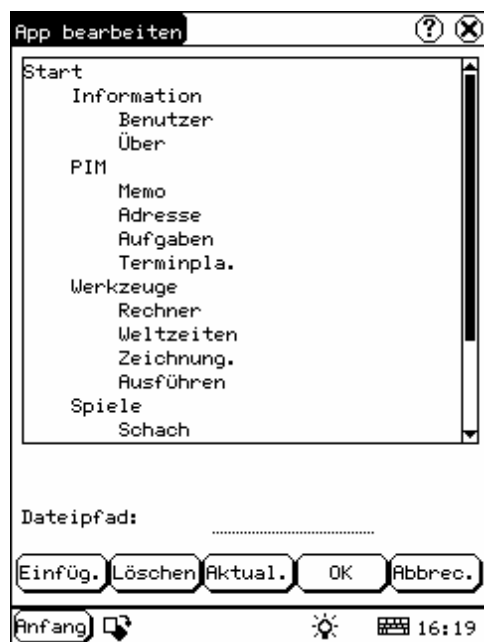 App bearbeiten ?
Start
Information
Benutzer
Über
PIM
Memo
Adresse
Aufgaben
Terminpla.
Werkzeuge
Rechner
Weltzeiten
Zeichnung.
Ausführen
Spiele
Schach
Dateipfad:
Einfüg. Löschen Aktual. OK Abbrec.
Anfang 16:19